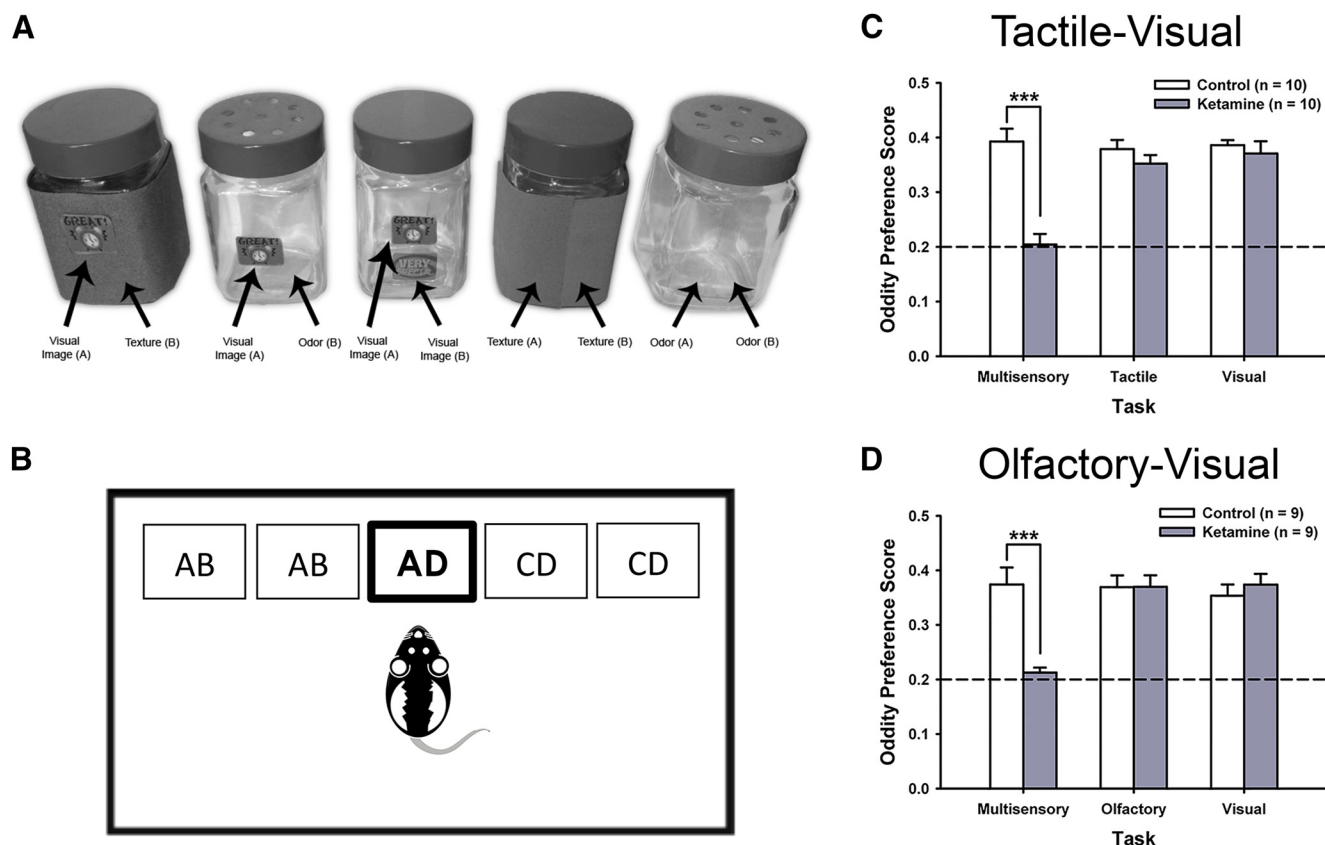 A
GREAT!
GREAT!
GREAT!
VERY
Visual
Image (A)
Texture (B)
Visual
Image (A)
Odor (B)
Visual
Image (A)
Visual
Image (B)
Texture (A)
Texture (B)
Odor (A)
Odor (B)
B
AB
AB
AD
CD
CD
C
Tactile-Visual
Control (n = 10)
Ketamine (n = 10)
***
Oddity Preference Score
0.5
0.4
0.3
0.2
0.1
0.0
Multisensory
Tactile
Visual
Task
D
Olfactory-Visual
Control (n = 9)
Ketamine (n = 9)
***
Oddity Preference Score
0.5
0.4
0.3
0.2
0.1
0.0
Multisensory
Olfactory
Visual
Task